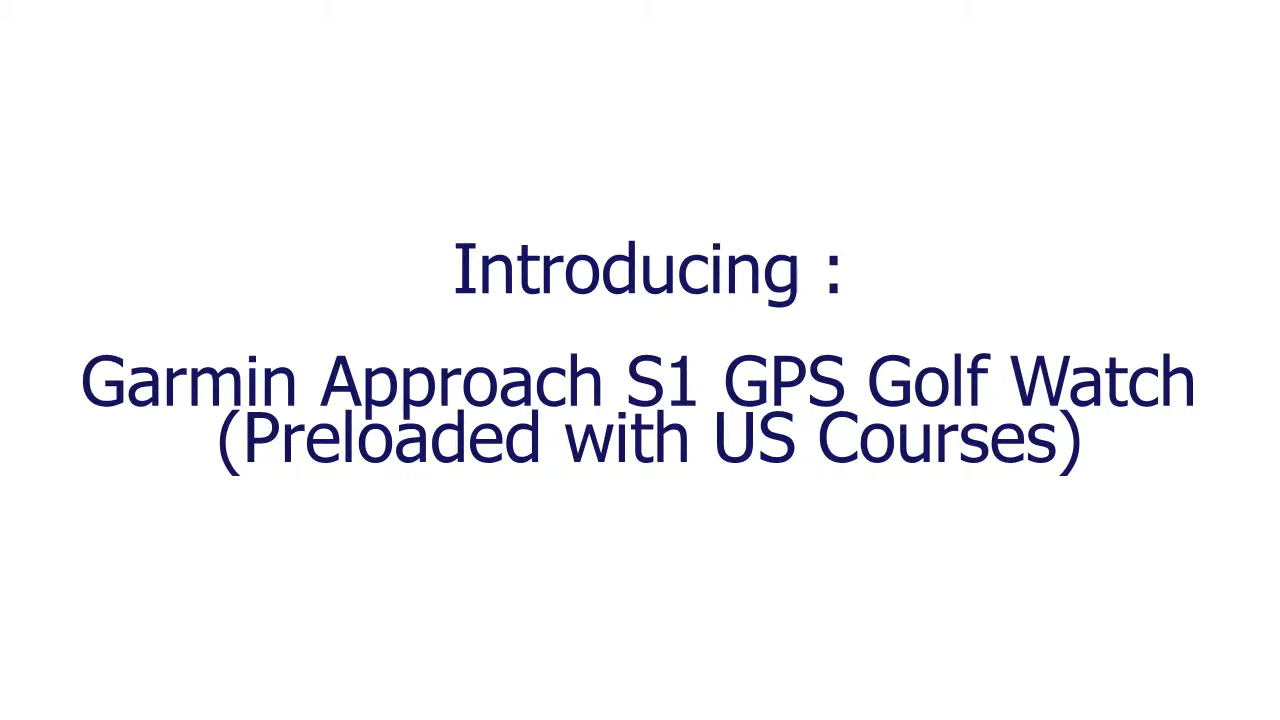 Introducing :
Garmin Approach S1 GPS Golf Watch
(Preloaded with US Courses)